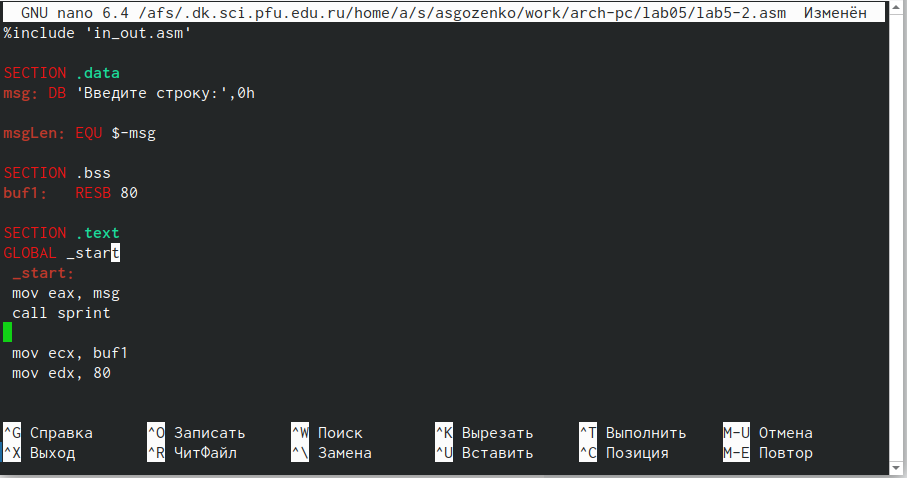 GNU nano 6.4 /afs/.dk.sci.pfu.edu.ru/home/a/s/asgozenko/work/arch-pc/lab05/lab5-2.asm Изменён
%include 'in_out.asm'
SECTION .data
msg: DB 'Введите строку:',0h
msgLen: EQU $-msg
SECTION .bss
buf1: RESB 80
SECTION .text
GLOBAL _start
_start:
mov eax, msg
call sprint
mov ecx, buf1
mov edx, 80
^G Справка ^O Записать ^W Поиск ^K Вырезать ^T Выполнить M-U Отмена
^X Выход ^R ЧитФайл ^\ Замена ^U Вставить ^C Позиция M-E Повтор